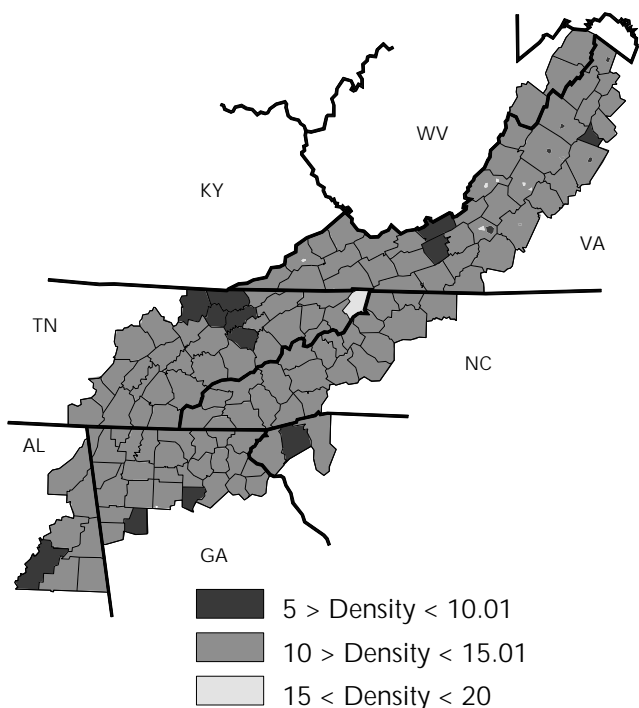 WV
KY
VA
TN
NC
AL
GA
5 > Density < 10.01
10 > Density < 15.01
15 < Density < 20